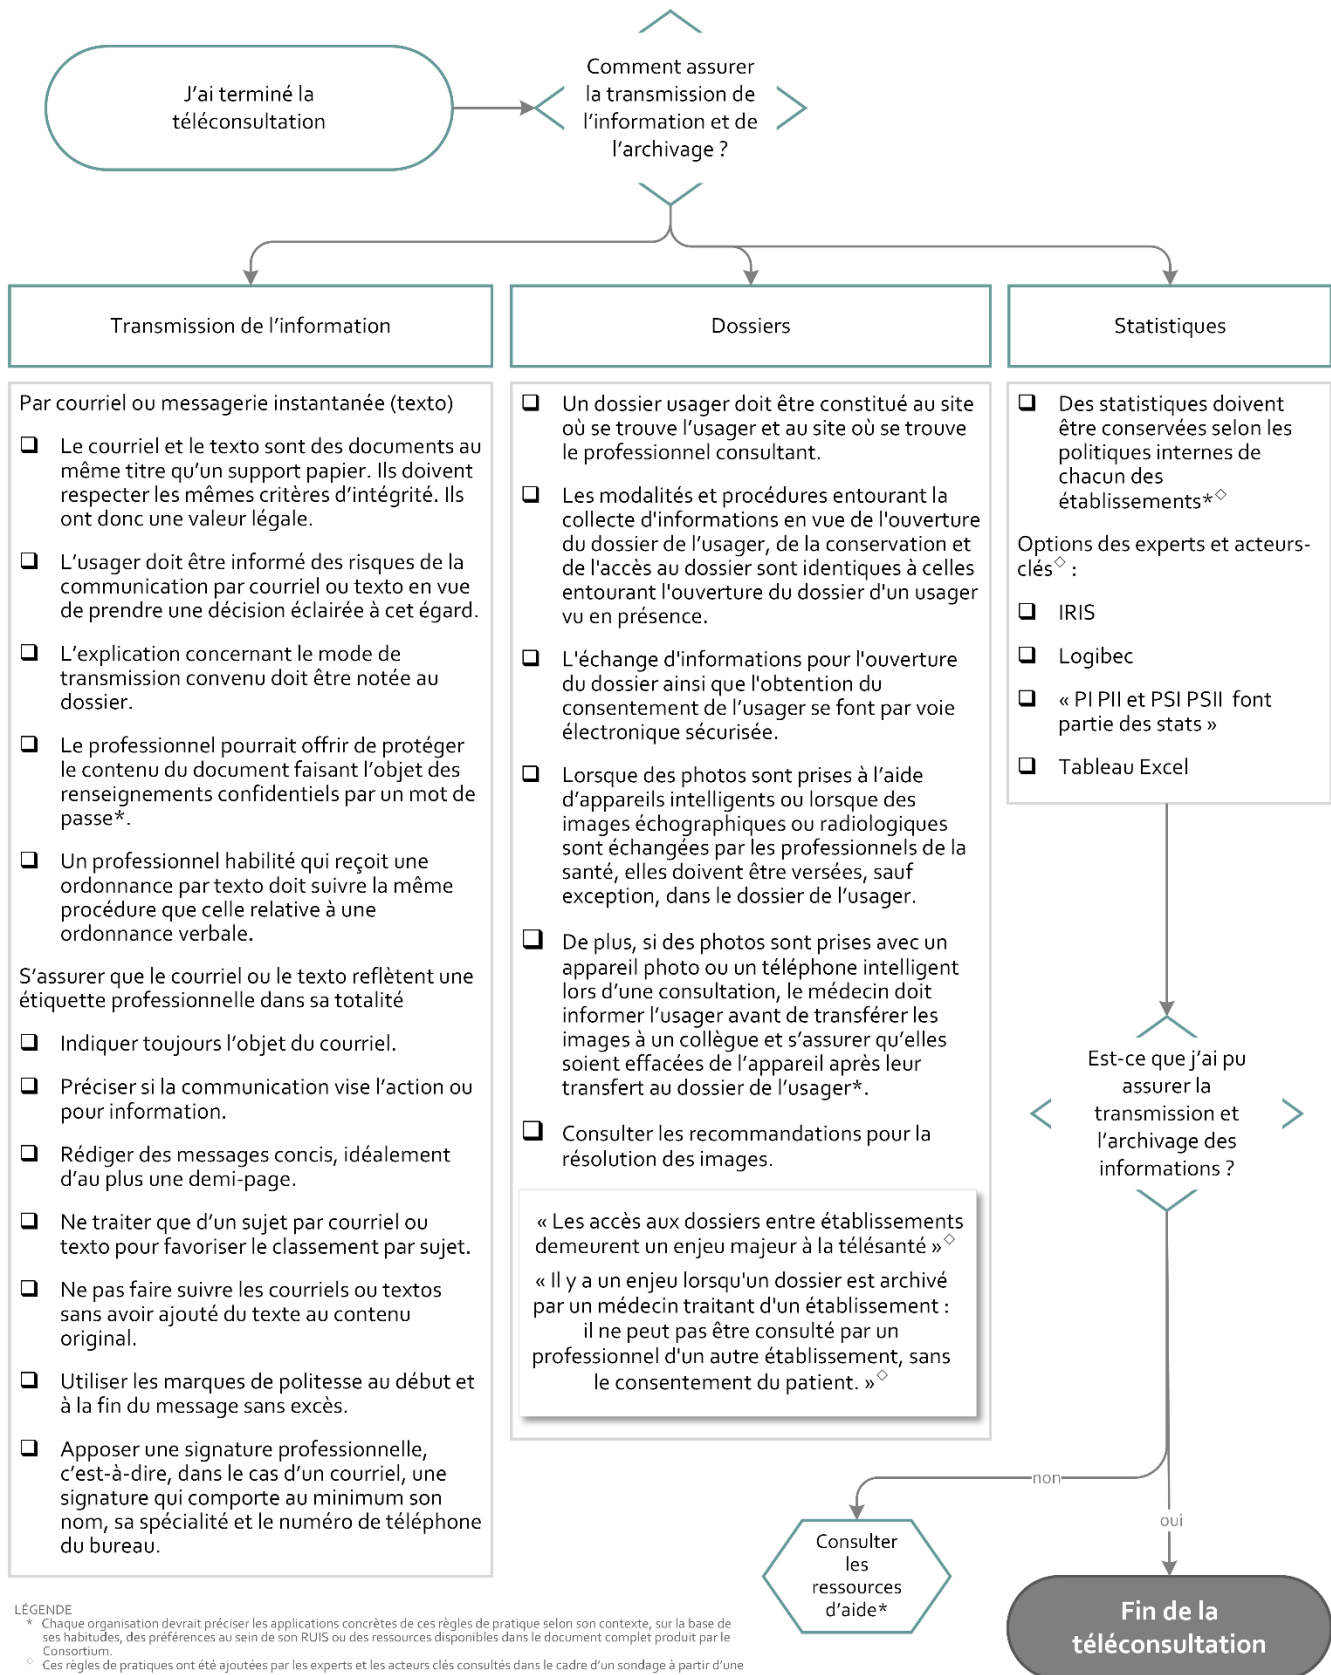 J'ai terminé la
téléconsultation
Comment assurer
la transmission de
l'information et de
l'archivage ?
Transmission de l'information
Par courriel ou messagerie instantanée (texto)
❑ Le courriel et le texto sont des documents au
même titre qu'un support papier. Ils doivent
respecter les mêmes critères d'intégrité. Ils
ont donc une valeur légale.
❑ L'usager doit être informé des risques de la
communication par courriel ou texto en vue
de prendre une décision éclairée à cet égard.
❑ L'explication concernant le mode de
transmission convenu doit être notée au
dossier.
❑ Le professionnel pourrait offrir de protéger
le contenu du document faisant l'objet des
renseignements confidentiels par un mot de
passe*.
❑ Un professionnel habilité qui reçoit une
ordonnance par texto doit suivre la même
procédure que celle relative à une
ordonnance verbale.
S'assurer que le courriel ou le texto reflètent une
étiquette professionnelle dans sa totalité
❑ Indiquer toujours l'objet du courriel.
❑ Préciser si la communication vise l'action ou
pour information.
❑ Rédiger des messages concis, idéalement
d'au plus une demi-page.
❑ Ne traiter que d'un sujet par courriel ou
texto pour favoriser le classement par sujet.
❑ Ne pas faire suivre les courriels ou textos
sans avoir ajouté du texte au contenu
original.
❑ Utiliser les marques de politesse au début et
à la fin du message sans excès.
❑ Apposer une signature professionnelle,
c'est-à-dire, dans le cas d'un courriel, une
signature qui comporte au minimum son
nom, sa spécialité et le numéro de téléphone
du bureau.
Dossiers
❑ Un dossier usager doit être constitué au site
où se trouve l'usager et au site où se trouve
le professionnel consultant.
❑ Les modalités et procédures entourant la
collecte d'informations en vue de l'ouverture
du dossier de l'usager, de la conservation et
de l'accès au dossier sont identiques à celles
entourant l'ouverture du dossier d'un usager
vu en présence.
❑ L'échange d'informations pour l'ouverture
du dossier ainsi que l'obtention du
consentement de l'usager se font par voie
électronique sécurisée.
❑ Lorsque des photos sont prises à l'aide
d'appareils intelligents ou lorsque des
images échographiques ou radiologiques
sont échangées par les professionnels de la
santé, elles doivent être versées, sauf
exception, dans le dossier de l'usager.
❑ De plus, si des photos sont prises avec un
appareil photo ou un téléphone intelligent
lors d'une consultation, le médecin doit
informer l'usager avant de transférer les
images à un collègue et s'assurer qu'elles
soient effacées de l'appareil après leur
transfert au dossier de l'usager*.
❑ Consulter les recommandations pour la
résolution des images.
« Les accès aux dossiers entre établissements
demeurent un enjeu majeur à la télésanté »◇
« Il y a un enjeu lorsqu'un dossier est archivé
par un médecin traitant d'un établissement :
il ne peut pas être consulté par un
professionnel d'un autre établissement, sans
le consentement du patient. »◇
Statistiques
❑ Des statistiques doivent
être conservées selon les
politiques internes de
chacun des
établissements*◇
Options des experts et acteurs-
clés◇ :
❑ IRIS
❑ Logibec
❑ « PI PII et PSI PSII font
partie des stats »
❑ Tableau Excel
Est-ce que j'ai pu
assurer la
transmission et
l'archivage des
informations ?
non
oui
Consulter
les
ressources
d'aide*
Fin de la
téléconsultation
LÉGENDE
* Chaque organisation devrait préciser les applications concrètes de ces règles de pratique selon son contexte, sur la base de
ses habitudes, des préférences au sein de son RUIS ou des ressources disponibles dans le document complet produit par le
Consortium.
◇ Ces règles de pratiques ont été ajoutées par les experts et les acteurs clés consultés dans le cadre d'un sondage à partir d'une